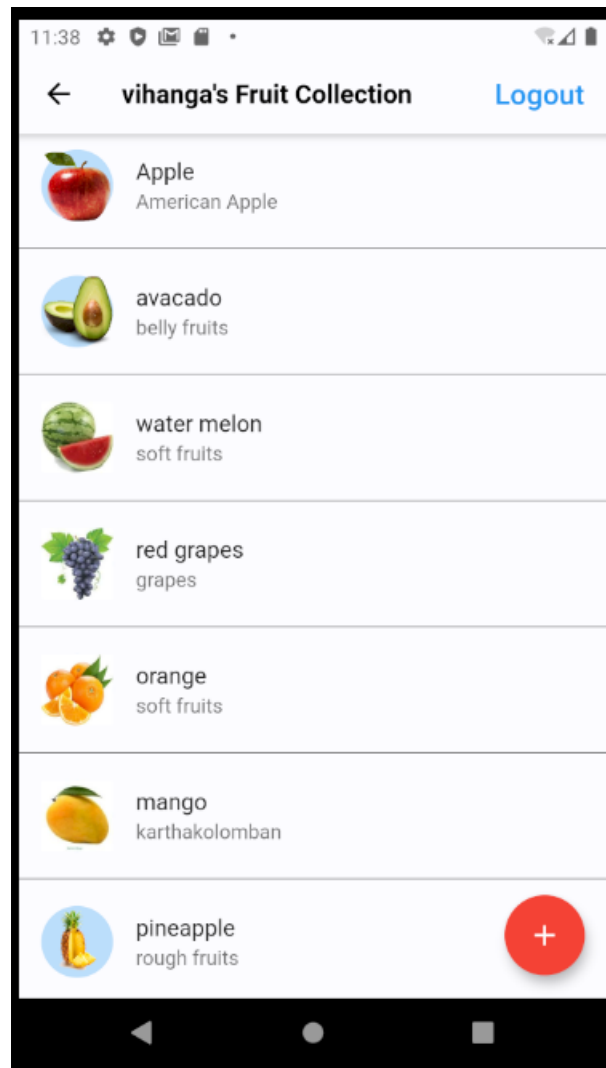 11:38
vihanga's Fruit Collection Logout
Apple
American Apple
avacado
belly fruits
water melon
soft fruits
red grapes
grapes
orange
soft fruits
mango
karthakolomban
pineapple
rough fruits